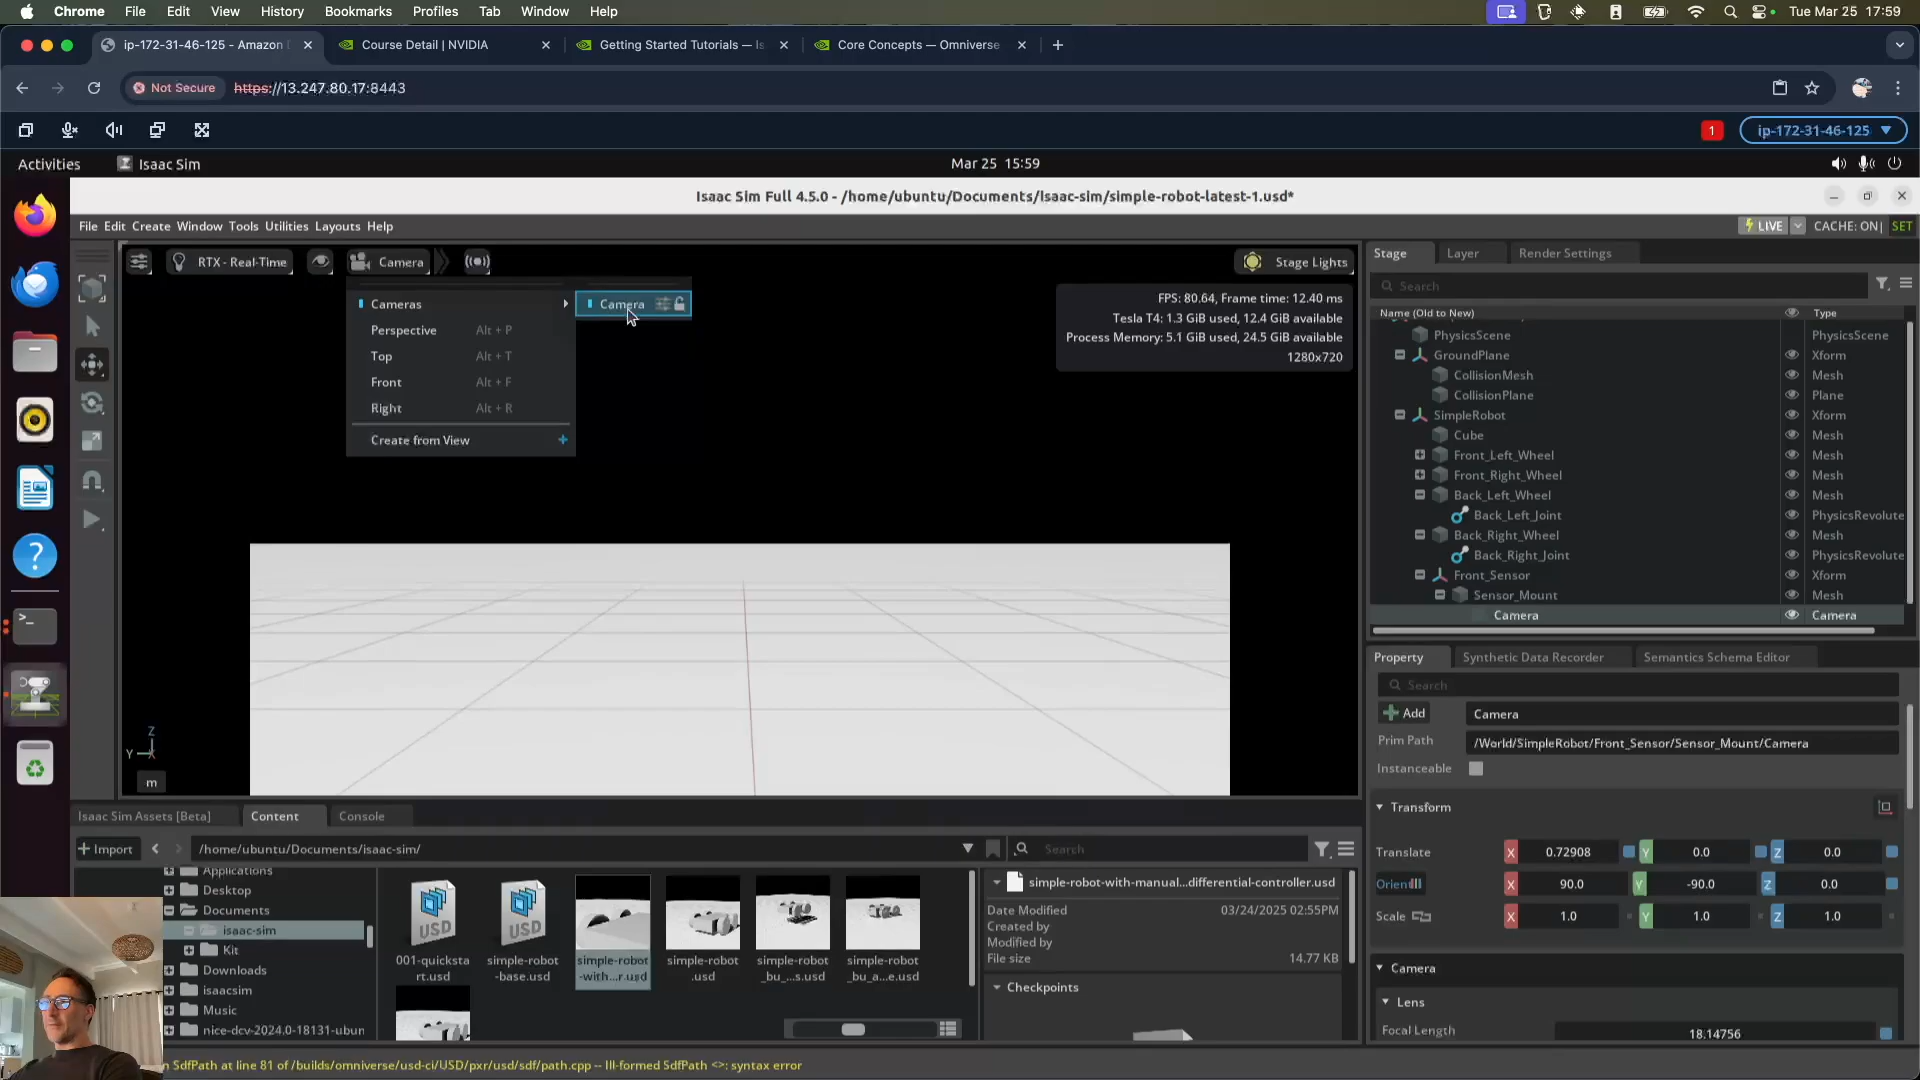 Chrome File Edit View History Bookmarks Profiles Tab Window Help Tue Mar 25 17:59
ip-172-31-46-125 - Amazon Course Detail | NVIDIA Getting Started Tutorials — Is Core Concepts — Omniverse
Not Secure https://13.247.80.17:8443
1 ip-172-31-46-125
Activities Isaac Sim Mar 25 15:59
Isaac Sim Full 4.5.0 - /home/ubuntu/Documents/isaac-sim/simple-robot-latest-1.usd*
File Edit Create Window Tools Utilities Layouts Help LIVE CACHE: ON SET
RTX - Real-Time Camera Stage Lights
Cameras Camera
Perspective Alt + P
Top Alt + T
Front Alt + F
Right Alt + R
Create from View
FPS: 80.64, Frame time: 12.40 ms
Tesla T4: 1.3 GiB used, 12.4 GiB available
Process Memory: 5.1 GiB used, 24.5 GiB available
1280x720
Z
Y X
m
Stage Layer Render Settings
Search
Name (Old to New) Type
PhysicsScene PhysicsScene
GroundPlane Xform
CollisionMesh Mesh
CollisionPlane Plane
SimpleRobot Xform
Cube Mesh
Front_Left_Wheel Mesh
Front_Right_Wheel Mesh
Back_Left_Wheel Mesh
Back_Left_Joint PhysicsRevolute
Back_Right_Wheel Mesh
Back_Right_Joint PhysicsRevolute
Front_Sensor Xform
Sensor_Mount Mesh
Camera Camera
Property Synthetic Data Recorder Semantics Schema Editor
Search
Add Camera
Prim Path /World/SimpleRobot/Front_Sensor/Sensor_Mount/Camera
Instanceable
Transform
Translate X 0.72908 Y 0.0 Z 0.0
Orient X 90.0 Y -90.0 Z 0.0
Scale X 1.0 Y 1.0 Z 1.0
Camera
Lens
Focal Length 18.14756
Isaac Sim Assets [Beta] Content Console
Import /home/ubuntu/Documents/isaac-sim/ Search
Applications
Desktop
Documents
isaac-sim
Kit
Downloads
isaacsim
Music
nice-dcv-2024.0-18131-ubun
001-quicksta
rt.usd
simple-robot
-base.usd
simple-robot
-with...r.usd
simple-robot
.usd
simple-robot
_bu_...s.usd
simple-robot
_bu_a...e.usd
simple-robot-with-manual...differential-controller.usd
Date Modified 03/24/2025 02:55PM
Created by
Modified by
File size 14.77 KB
Checkpoints
SdfPath at line 81 of /builds/omniverse/usd-ci/USD/pxr/usd/sdf/path.cpp -- Ill-formed SdfPath <>: syntax error